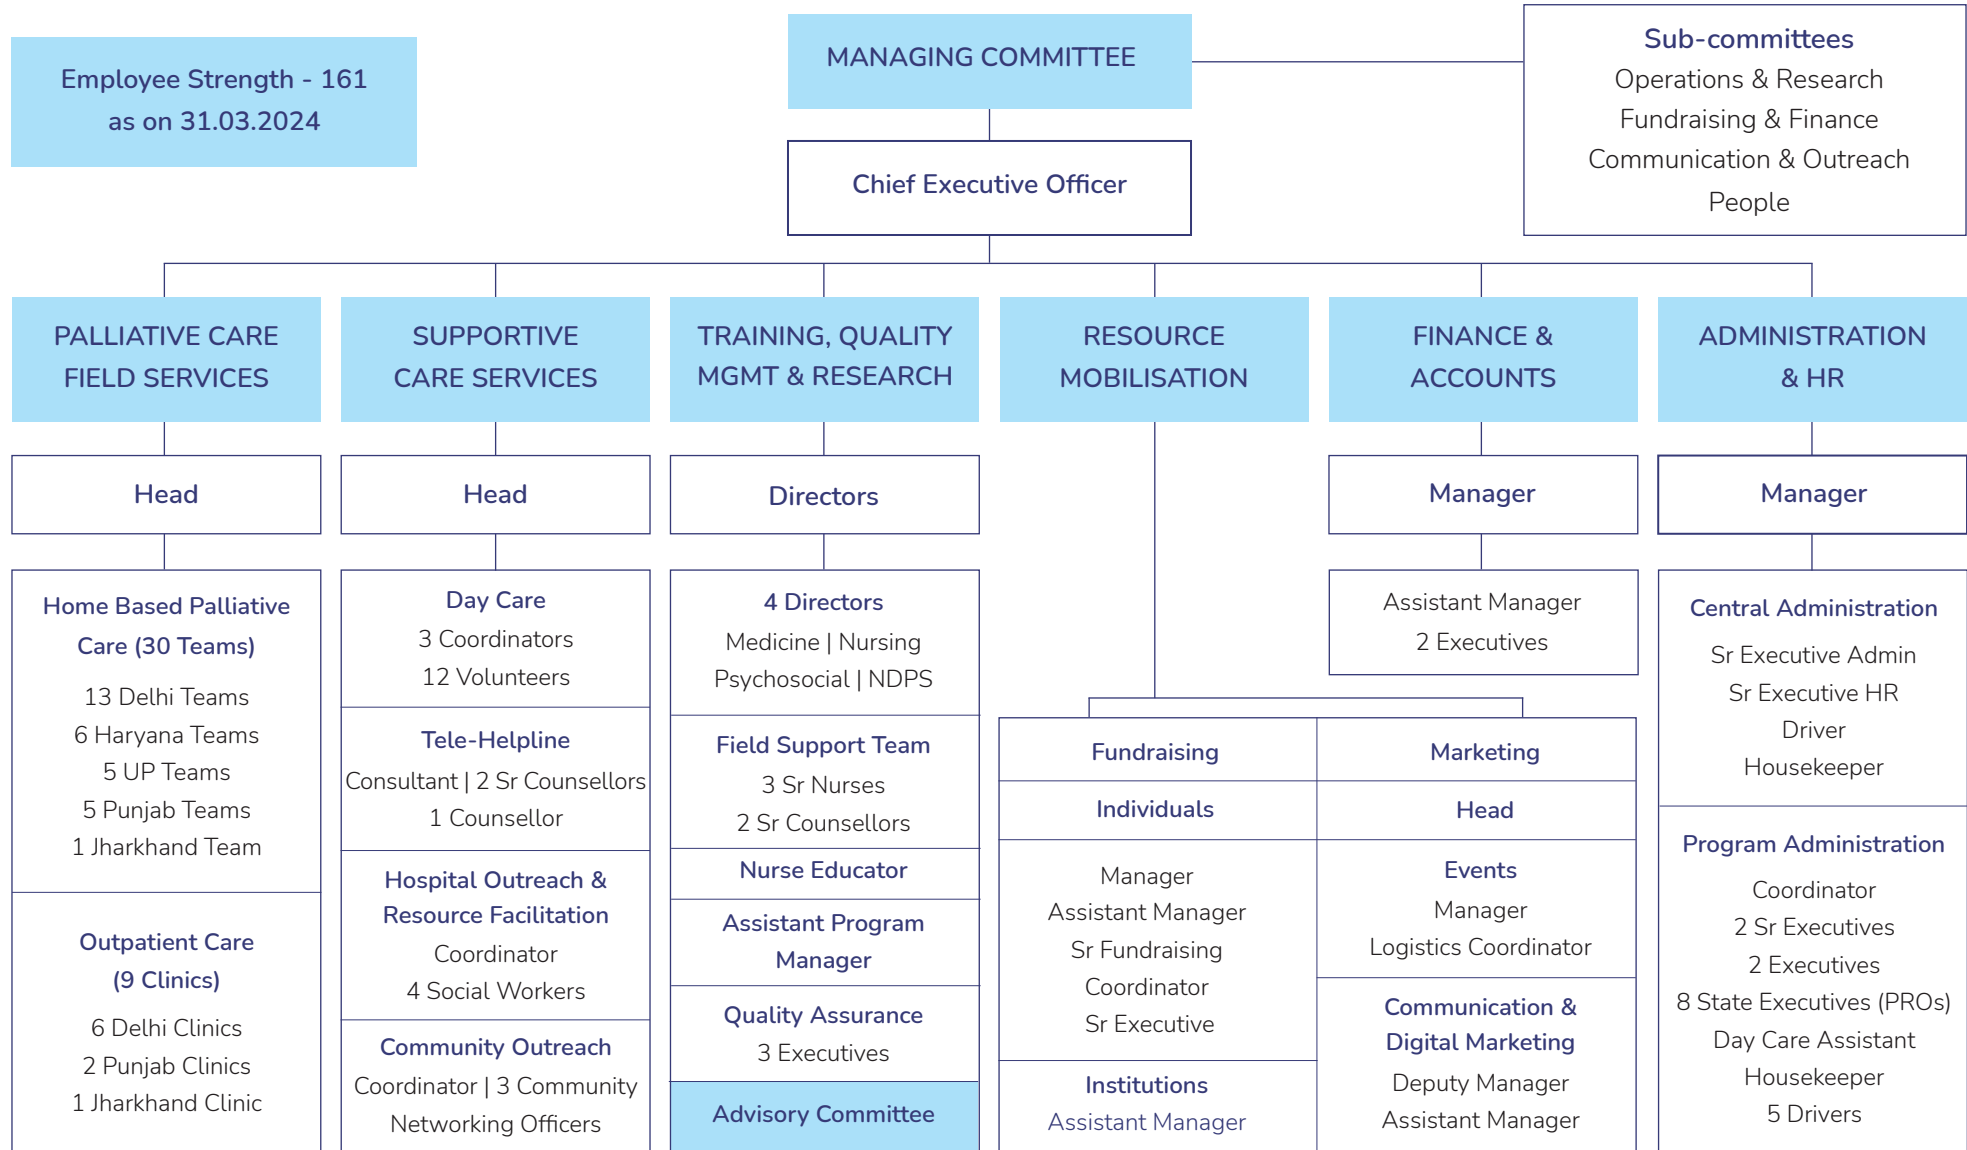 Employee Strength - 161
as on 31.03.2024
MANAGING COMMITTEE
Sub-committees
Operations & Research
Fundraising & Finance
Communication & Outreach
People
Chief Executive Officer
PALLIATIVE CARE
FIELD SERVICES
Head
Home Based Palliative
Care (30 Teams)
13 Delhi Teams
6 Haryana Teams
5 UP Teams
5 Punjab Teams
1 Jharkhand Team
Outpatient Care
(9 Clinics)
6 Delhi Clinics
2 Punjab Clinics
1 Jharkhand Clinic
SUPPORTIVE
CARE SERVICES
Head
Day Care
3 Coordinators
12 Volunteers
Tele-Helpline
Consultant | 2 Sr Counsellors
1 Counsellor
Hospital Outreach &
Resource Facilitation
Coordinator
4 Social Workers
Community Outreach
Coordinator | 3 Community
Networking Officers
TRAINING, QUALITY
MGMT & RESEARCH
Directors
4 Directors
Medicine | Nursing
Psychosocial | NDPS
Field Support Team
3 Sr Nurses
2 Sr Counsellors
Nurse Educator
Assistant Program
Manager
Quality Assurance
3 Executives
Advisory Committee
RESOURCE
MOBILISATION
Fundraising
Individuals
Manager
Assistant Manager
Sr Fundraising
Coordinator
Sr Executive
Institutions
Assistant Manager
Marketing
Head
Events
Manager
Logistics Coordinator
Communication &
Digital Marketing
Deputy Manager
Assistant Manager
FINANCE &
ACCOUNTS
Manager
Assistant Manager
2 Executives
ADMINISTRATION
& HR
Manager
Central Administration
Sr Executive Admin
Sr Executive HR
Driver
Housekeeper
Program Administration
Coordinator
2 Sr Executives
2 Executives
8 State Executives (PROs)
Day Care Assistant
Housekeeper
5 Drivers